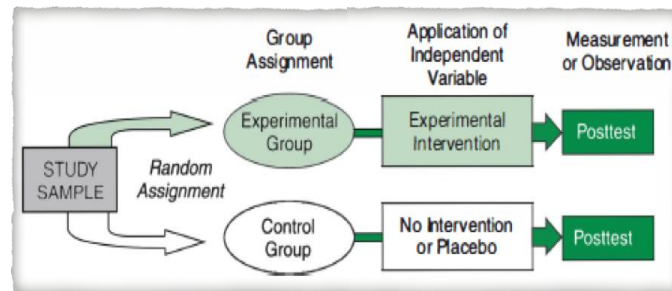 Group
Assignment
Application of
Independent
Variable
Measurement
or Observation
STUDY
SAMPLE
Random
Assignment
Experimental
Group
Experimental
Intervention
Posttest
Control
Group
No Intervention
or Placebo
Posttest